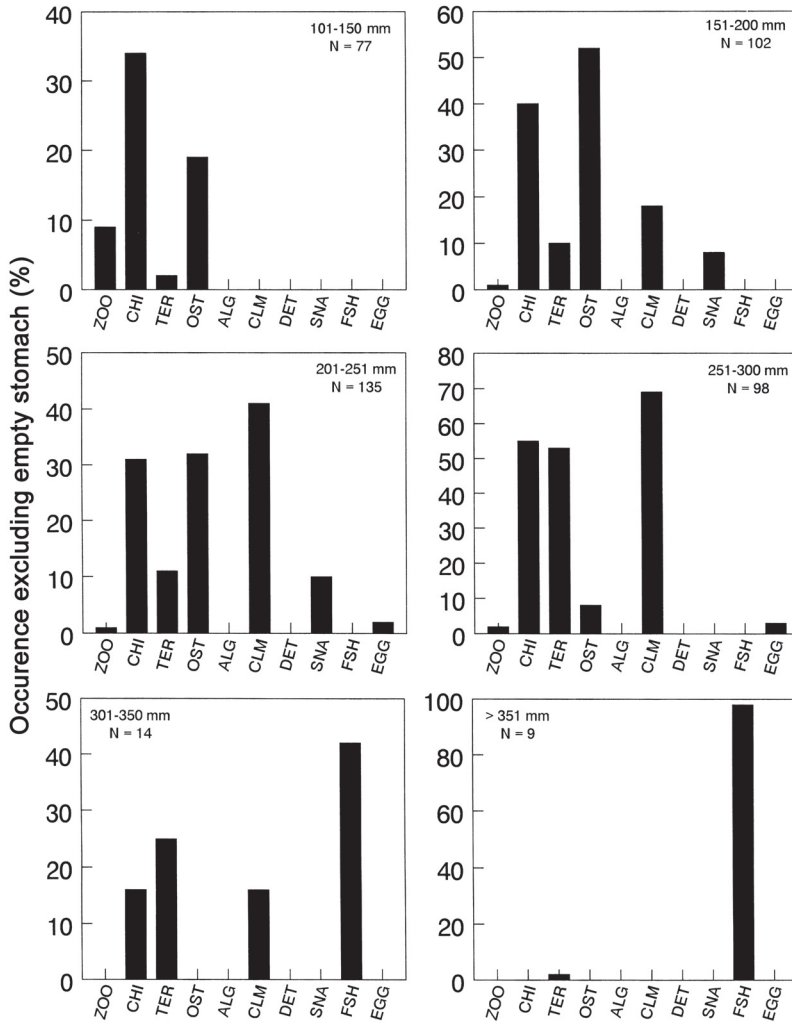 Occurence excluding empty stomach (%)
101-150 mm
N = 77
40
30
20
10
0
ZOO CHI TER OST ALG CLM DET SNA FSH EGG
151-200 mm
N = 102
60
50
40
30
20
10
0
ZOO CHI TER OST ALG CLM DET SNA FSH EGG
201-251 mm
N = 135
50
40
30
20
10
0
ZOO CHI TER OST ALG CLM DET SNA FSH EGG
251-300 mm
N = 98
80
70
60
50
40
30
20
10
0
ZOO CHI TER OST ALG CLM DET SNA FSH EGG
301-350 mm
N = 14
50
40
30
20
10
0
ZOO CHI TER OST ALG CLM DET SNA FSH EGG
> 351 mm
N = 9
100
80
60
40
20
0
ZOO CHI TER OST ALG CLM DET SNA FSH EGG